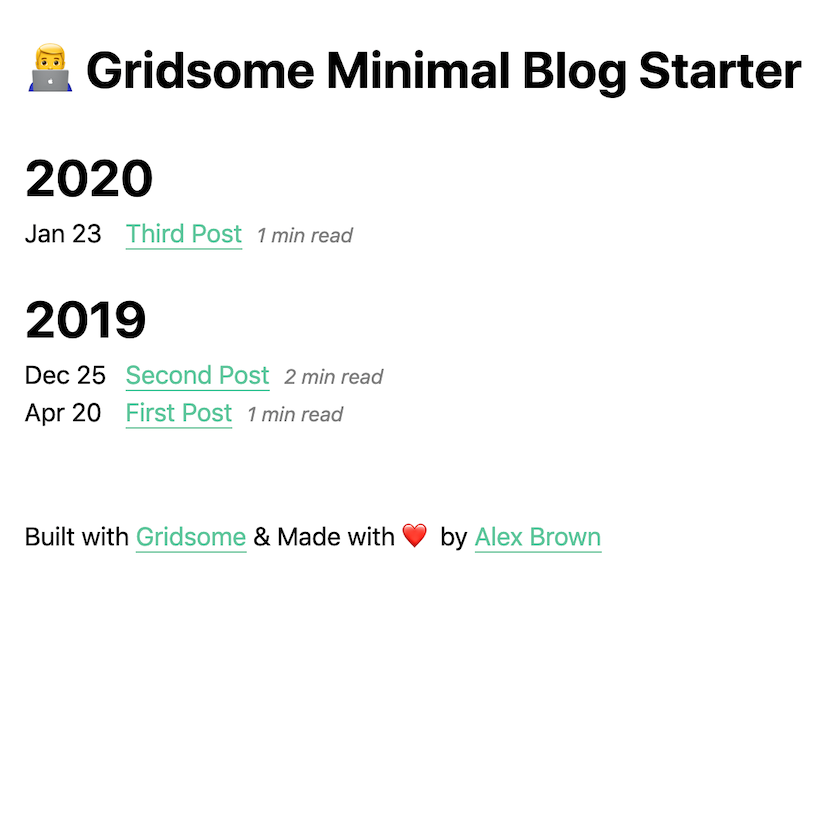 👨‍💻 Gridsome Minimal Blog Starter
2020
Jan 23 Third Post 1 min read
2019
Dec 25 Second Post 2 min read
Apr 20 First Post 1 min read
Built with Gridsome & Made with ❤️ by Alex Brown